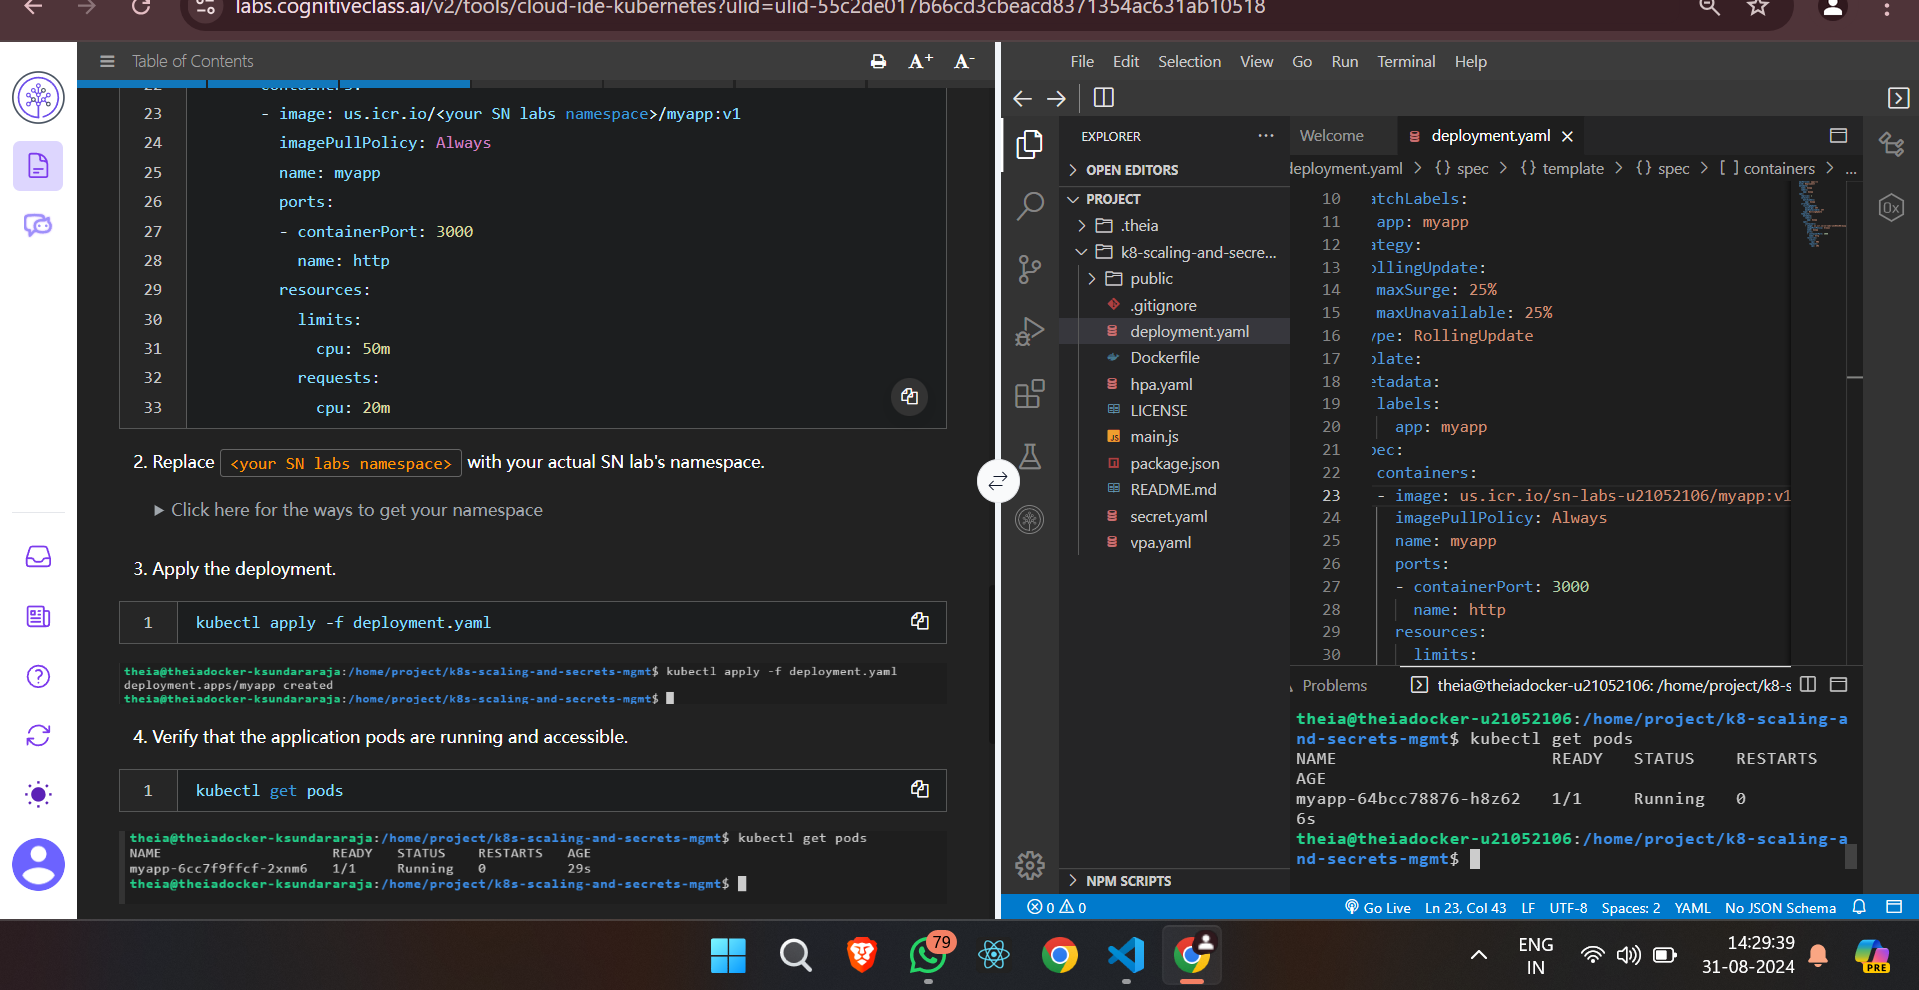 labs.cognitiveclass.ai/v2/tools/cloud-ide-kubernetes?ulid=ulid-55c2de017b66cd3cbeacd8371354ac631ab10518
Table of Contents
A+ A-
22 containers:
23 - image: us.icr.io/<your SN labs namespace>/myapp:v1
24 imagePullPolicy: Always
25 name: myapp
26 ports:
27 - containerPort: 3000
28 name: http
29 resources:
30 limits:
31 cpu: 50m
32 requests:
33 cpu: 20m
2. Replace <your SN labs namespace> with your actual SN lab's namespace.
Click here for the ways to get your namespace
3. Apply the deployment.
1 kubectl apply -f deployment.yaml
theia@theiadocker-ksundararaja:/home/project/k8s-scaling-and-secrets-mgmt$ kubectl apply -f deployment.yaml
deployment.apps/myapp created
theia@theiadocker-ksundararaja:/home/project/k8s-scaling-and-secrets-mgmt$
4. Verify that the application pods are running and accessible.
1 kubectl get pods
theia@theiadocker-ksundararaja:/home/project/k8s-scaling-and-secrets-mgmt$ kubectl get pods
NAME READY STATUS RESTARTS AGE
myapp-6cc7f9ffcf-2xnm6 1/1 Running 0 29s
theia@theiadocker-ksundararaja:/home/project/k8s-scaling-and-secrets-mgmt$
File Edit Selection View Go Run Terminal Help
EXPLORER ...
OPEN EDITORS
PROJECT
.theia
k8-scaling-and-secre...
public
.gitignore
deployment.yaml
Dockerfile
hpa.yaml
LICENSE
main.js
package.json
README.md
secret.yaml
vpa.yaml
NPM SCRIPTS
Welcome deployment.yaml
deployment.yaml > {} spec > {} template > {} spec > [ ] containers > ...
10 atchLabels:
11 app: myapp
12 ategy:
13 ollingUpdate:
14 maxSurge: 25%
15 maxUnavailable: 25%
16 ype: RollingUpdate
17 plate:
18 etadata:
19 labels:
20 app: myapp
21 pec:
22 containers:
23 - image: us.icr.io/sn-labs-u21052106/myapp:v1
24 imagePullPolicy: Always
25 name: myapp
26 ports:
27 - containerPort: 3000
28 name: http
29 resources:
30 limits:
Problems theia@theiadocker-u21052106: /home/project/k8-s
theia@theiadocker-u21052106:/home/project/k8-scaling-a
nd-secrets-mgmt$ kubectl get pods
NAME READY STATUS RESTARTS
AGE
myapp-64bcc78876-h8z62 1/1 Running 0
6s
theia@theiadocker-u21052106:/home/project/k8-scaling-a
nd-secrets-mgmt$
0x
0 0 Go Live Ln 23, Col 43 LF UTF-8 Spaces: 2 YAML No JSON Schema
79
ENG
IN
14:29:39
31-08-2024
PRE